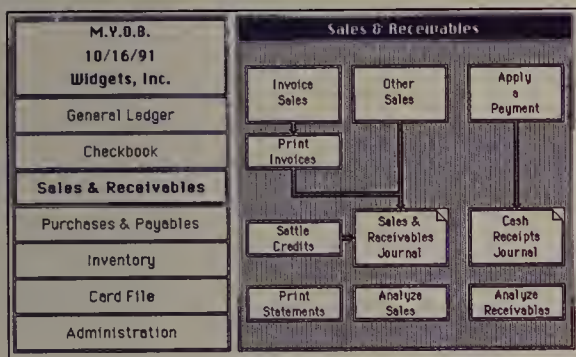 M.Y.O.B.
10/16/91
Widgets, Inc.
General Ledger
Checkbook
Sales & Receivables
Purchases & Payables
Inventory
Card File
Administration
Sales & Receivables
Invoice
Sales
Other
Sales
Apply
a
Payment
Print
Invoices
Settle
Credits
Sales &
Receivables
Journal
Cash
Receipts
Journal
Print
Statements
Analyze
Sales
Analyze
Receivables